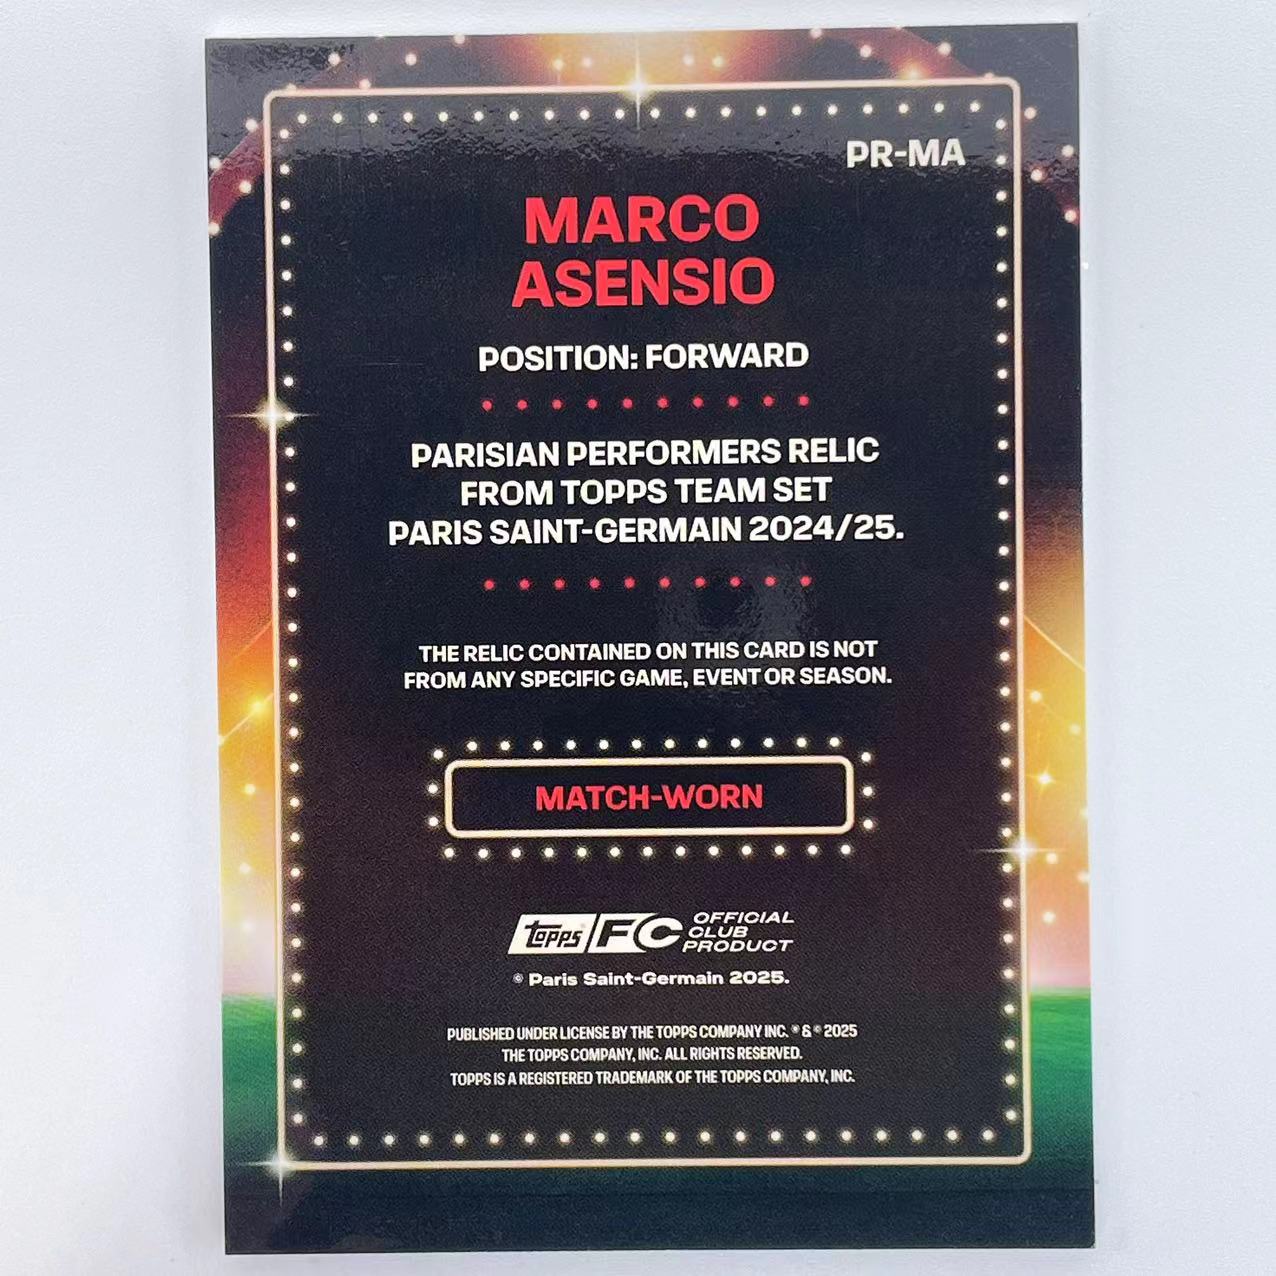 PR-MA
MARCO
ASENSIO
POSITION: FORWARD
PARISIAN PERFORMERS RELIC
FROM TOPPS TEAM SET
PARIS SAINT-GERMAIN 2024/25.
THE RELIC CONTAINED ON THIS CARD IS NOT
FROM ANY SPECIFIC GAME, EVENT OR SEASON.
MATCH-WORN
topps FC OFFICIAL
CLUB
PRODUCT
© Paris Saint-Germain 2025.
PUBLISHED UNDER LICENSE BY THE TOPPS COMPANY INC. ® & © 2025
THE TOPPS COMPANY, INC. ALL RIGHTS RESERVED.
TOPPS IS A REGISTERED TRADEMARK OF THE TOPPS COMPANY, INC.